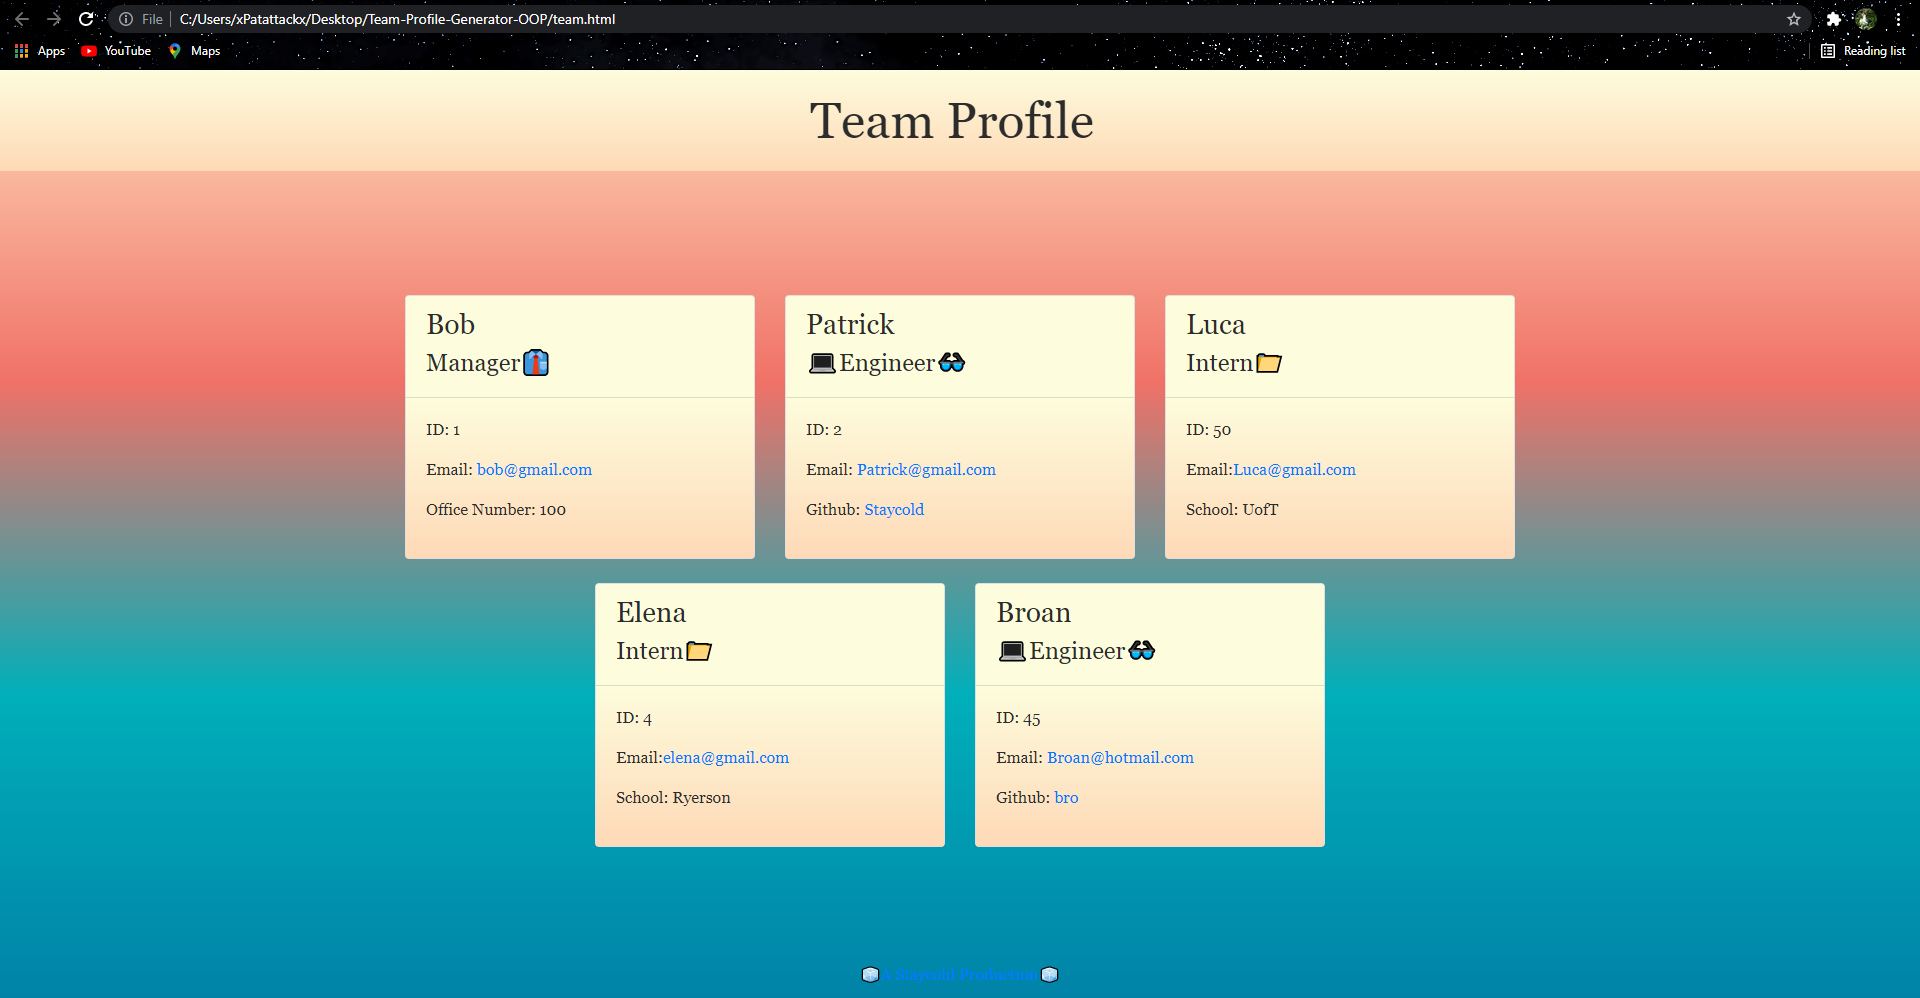 File C:/Users/xPatattackx/Desktop/Team-Profile-Generator-OOP/team.html
Apps YouTube Maps Reading list
Team Profile
Bob
Manager
ID: 1
Email: bob@gmail.com
Office Number: 100
Patrick
Engineer
ID: 2
Email: Patrick@gmail.com
Github: Staycold
Luca
Intern
ID: 50
Email:Luca@gmail.com
School: UofT
Elena
Intern
ID: 4
Email:elena@gmail.com
School: Ryerson
Broan
Engineer
ID: 45
Email: Broan@hotmail.com
Github: bro
A Staycold Production